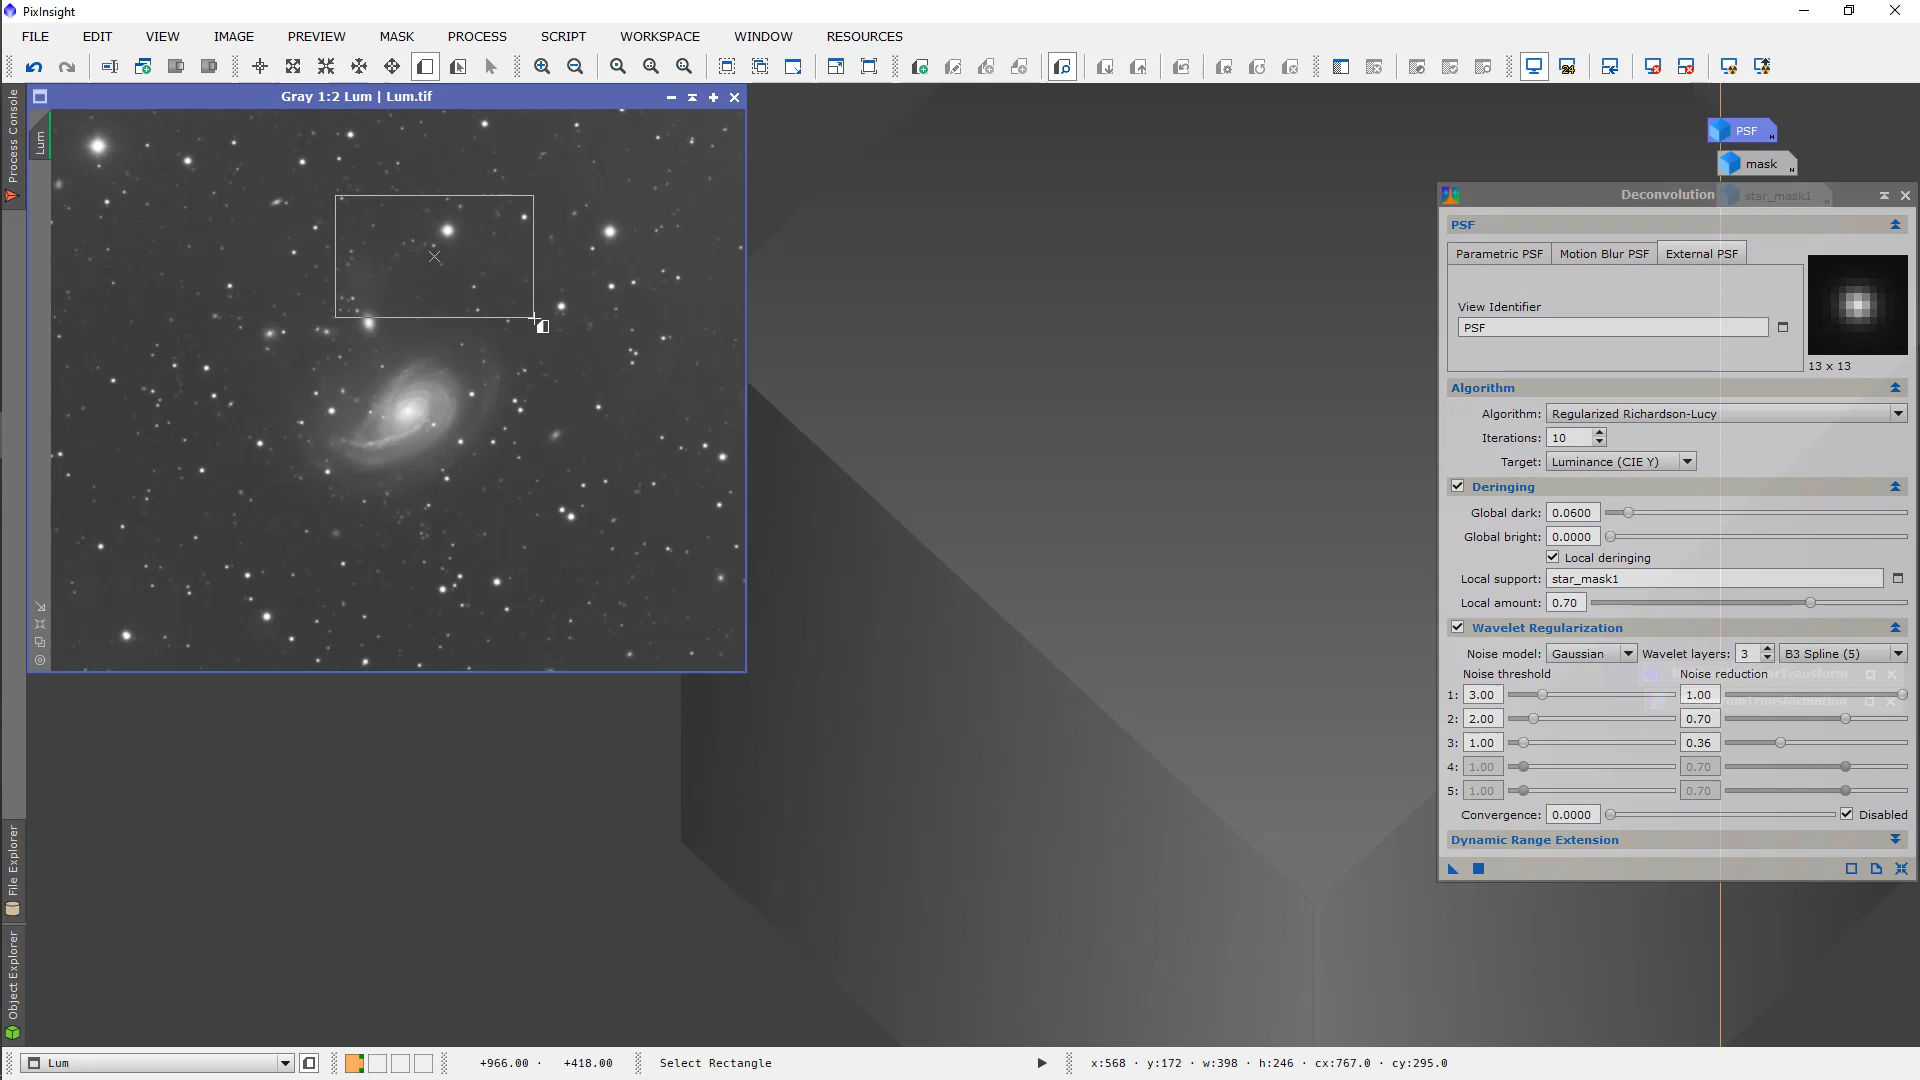 PixInsight
FILE EDIT VIEW IMAGE PREVIEW MASK PROCESS SCRIPT WORKSPACE WINDOW RESOURCES
24
Process Console
Gray 1:2 Lum | Lum.tif
Lum
PSF
N
mask
N
Deconvolution
star_mask1
PSF
Parametric PSF Motion Blur PSF External PSF
View Identifier
PSF
13 x 13
Algorithm
Algorithm: Regularized Richardson-Lucy
Iterations: 10
Target: Luminance (CIE Y)
Deringing
Global dark: 0.0600
Global bright: 0.0000
Local deringing
Local support: star_mask1
Local amount: 0.70
Wavelet Regularization
Noise model: Gaussian Wavelet layers: 3 B3 Spline (5)
Noise threshold Noise reduction
1: 3.00 1.00
2: 2.00 0.70
3: 1.00 0.36
4: 1.00 0.70
5: 1.00 0.70
Convergence: 0.0000 Disabled
Dynamic Range Extension
File Explorer
Object Explorer
Lum +966.00 · +418.00 Select Rectangle x:568 · y:172 · w:398 · h:246 · cx:767.0 · cy:295.0